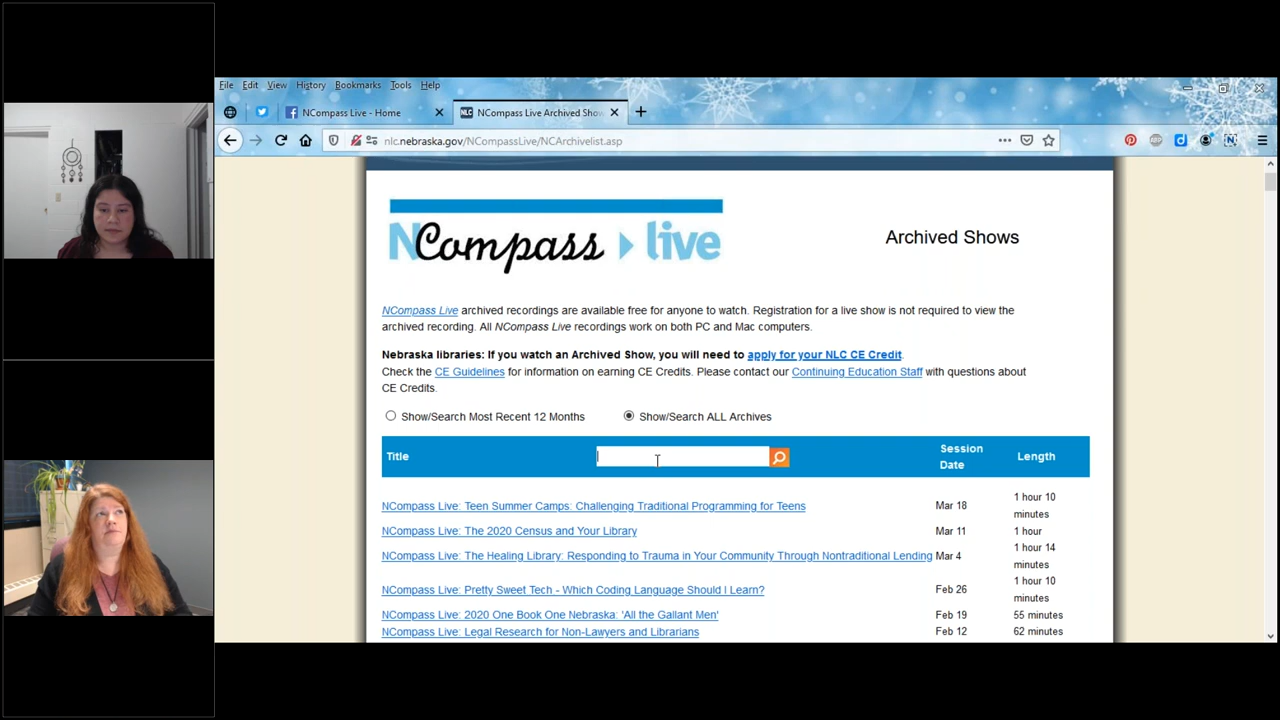 File Edit View History Bookmarks Tools Help
NCompass Live - Home
NLC NCompass Live Archived Show
nlc.nebraska.gov/NCompassLive/NCArchivelist.asp
NCompass live
Archived Shows
NCompass Live archived recordings are available free for anyone to watch. Registration for a live show is not required to view the
archived recording. All NCompass Live recordings work on both PC and Mac computers.
Nebraska libraries: If you watch an Archived Show, you will need to apply for your NLC CE Credit.
Check the CE Guidelines for information on earning CE Credits. Please contact our Continuing Education Staff with questions about
CE Credits.
Show/Search Most Recent 12 Months Show/Search ALL Archives
Title Session Date Length
NCompass Live: Teen Summer Camps: Challenging Traditional Programming for Teens Mar 18 1 hour 10 minutes
NCompass Live: The 2020 Census and Your Library Mar 11 1 hour
NCompass Live: The Healing Library: Responding to Trauma in Your Community Through Nontraditional Lending Mar 4 1 hour 14 minutes
NCompass Live: Pretty Sweet Tech - Which Coding Language Should I Learn? Feb 26 1 hour 10 minutes
NCompass Live: 2020 One Book One Nebraska: 'All the Gallant Men' Feb 19 55 minutes
NCompass Live: Legal Research for Non-Lawyers and Librarians Feb 12 62 minutes